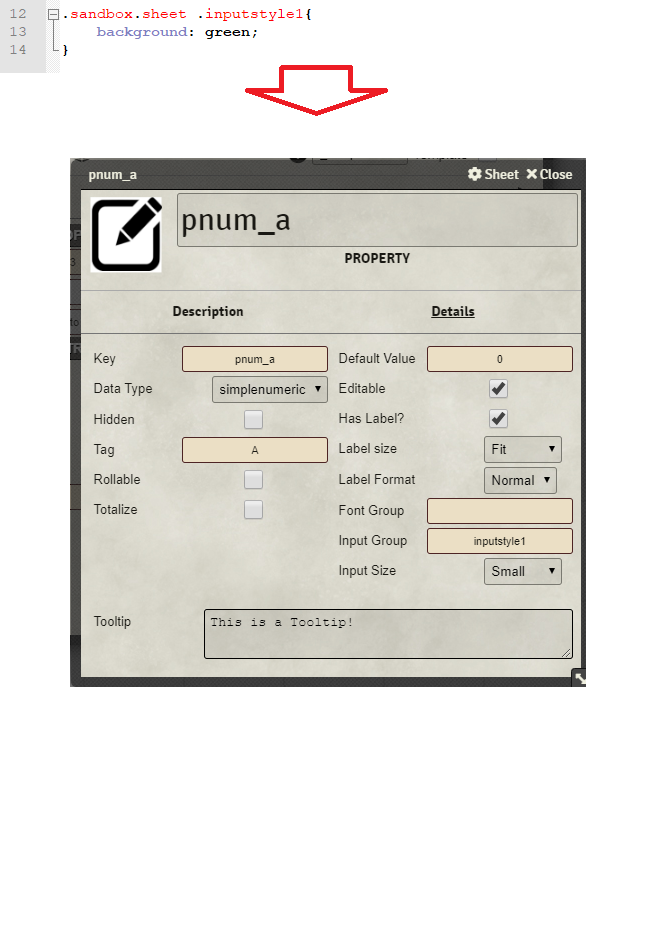 12 .sandbox.sheet .inputstyle1{
13 background: green;
14 }
pnum_a Sheet Close
pnum_a
PROPERTY
Description Details
Key pnum_a Default Value 0
Data Type simplenumeric Editable
Hidden Has Label?
Tag A Label size Fit
Rollable Label Format Normal
Totalize Font Group
Input Group inputstyle1
Input Size Small
Tooltip This is a Tooltip!